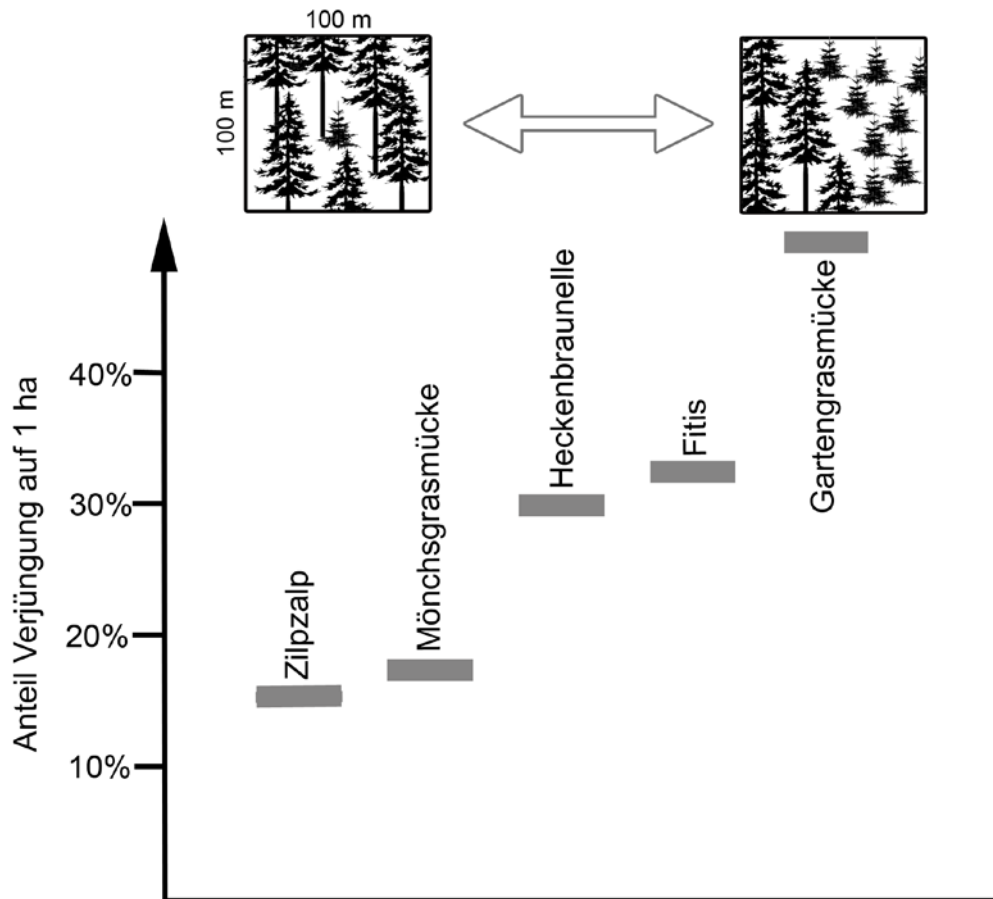 100 m
100 m
Anteil Verjüngung auf 1 ha
40%
30%
20%
10%
Zilpzalp
Mönchsgrasmücke
Heckenbraunelle
Fitis
Gartengrasmücke